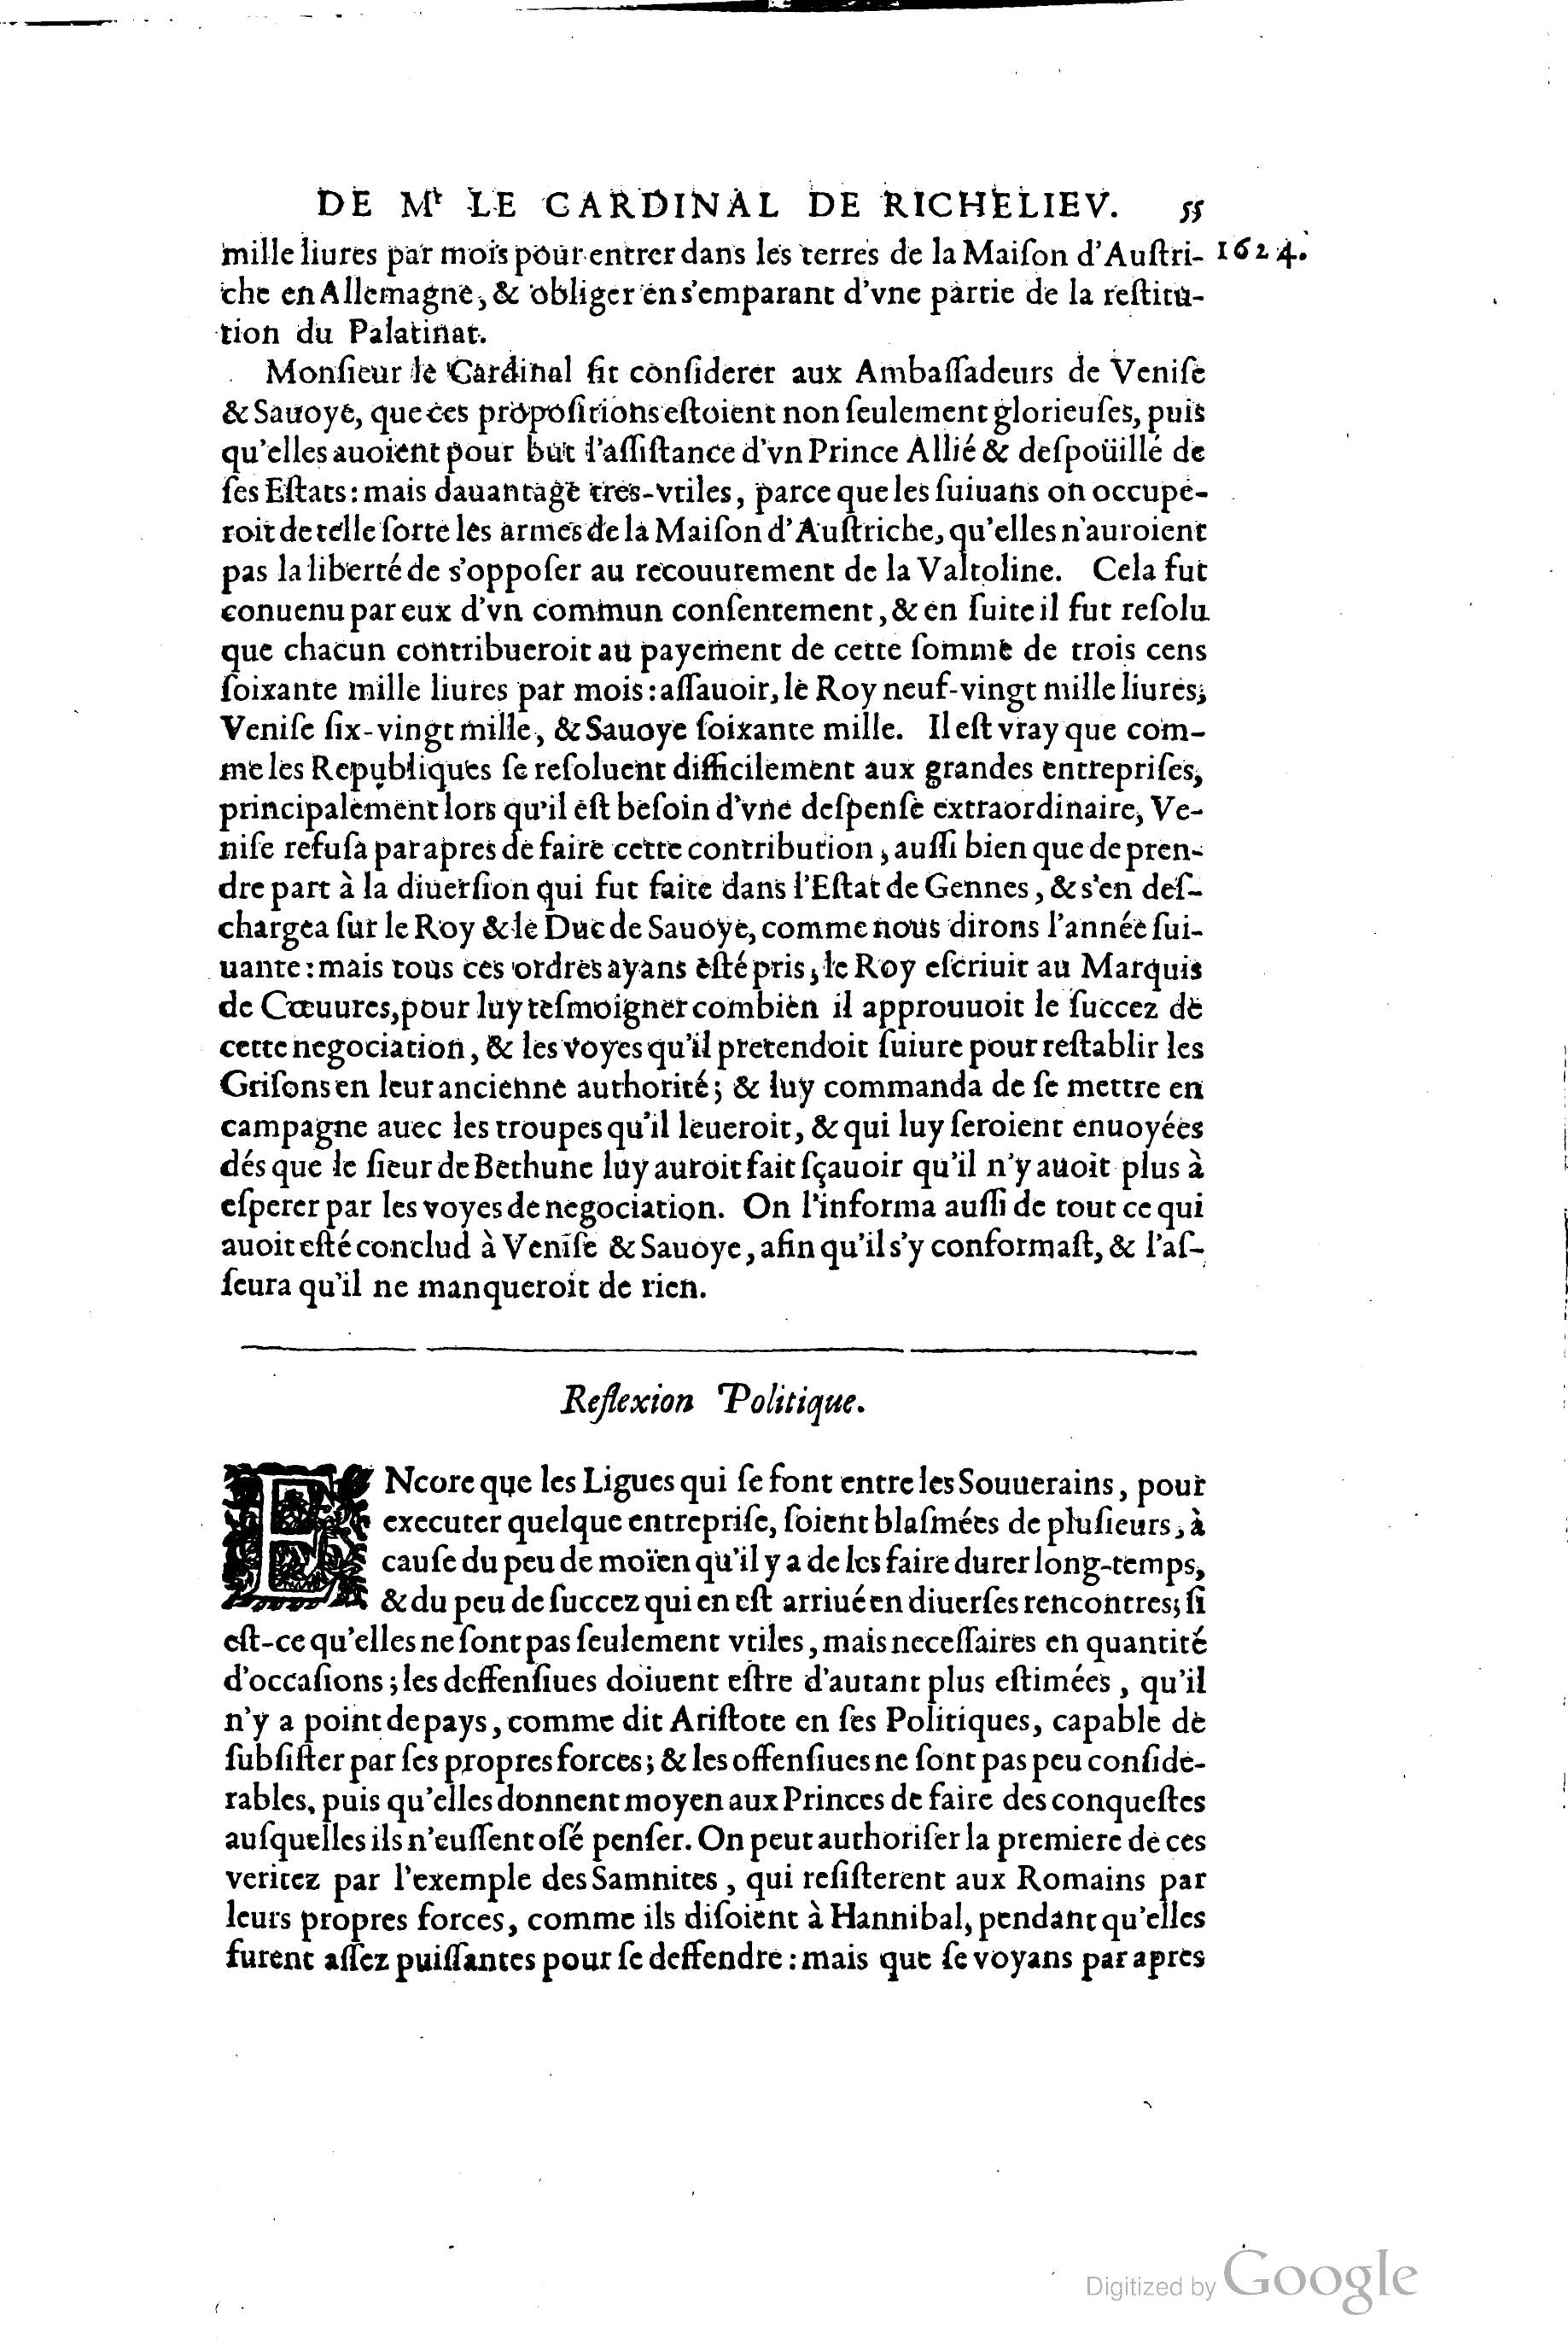 DE Mr LE CARDINAL DE RICHELIEV. 55
mille liures par mois pour entrer dans les terres de la Maiſon d'Auſtri- 1624.
che en Allemagne, & obliger en s'emparant d'vne partie de la reſtitu-
tion du Palatinat.
Monſieur le Cardinal fit conſiderer aux Ambaſſadeurs de Veniſe
& Sauoye, que ces propoſitions eſtoient non ſeulement glorieuſes, puis
qu'elles auoient pour but l'aſſiſtance d'vn Prince Allié & deſpoüillé de
ſes Eſtats: mais dauantage tres-vtiles, parce que les ſuiuans on occupe-
roit de telle ſorte les armes de la Maiſon d'Auſtriche, qu'elles n'auroient
pas la liberté de s'oppoſer au recouurement de la Valtoline. Cela fut
conuenu par eux d'vn commun conſentement, & en ſuite il fut reſolu
que chacun contribueroit au payement de cette ſomme de trois cens
ſoixante mille liures par mois: aſſauoir, le Roy neuf-vingt mille liures;
Veniſe ſix-vingt mille, & Sauoye ſoixante mille. Il eſt vray que com-
me les Republiques ſe reſoluent difficilement aux grandes entrepriſes,
principalement lors qu'il eſt beſoin d'vne deſpenſe extraordinaire, Ve-
niſe refuſa par apres de faire cette contribution, auſſi bien que de pren-
dre part à la diuerſion qui fut faite dans l'Eſtat de Gennes, & s'en deſ-
chargea ſur le Roy & le Duc de Sauoye, comme nous dirons l'année ſui-
uante: mais tous ces ordres ayans eſté pris, le Roy eſcriuit au Marquis
de Cœuures, pour luy teſmoigner combien il approuuoit le ſuccez de
cette negociation, & les voyes qu'il pretendoit ſuiure pour reſtablir les
Griſons en leur ancienne authorité; & luy commanda de ſe mettre en
campagne auec les troupes qu'il leueroit, & qui luy ſeroient enuoyées
dés que le ſieur de Bethune luy auroit fait ſçauoir qu'il n'y auoit plus à
eſperer par les voyes de negociation. On l'informa auſſi de tout ce qui
auoit eſté conclud à Veniſe & Sauoye, afin qu'il s'y conformaſt, & l'aſ-
ſeura qu'il ne manqueroit de rien.
Reflexion Politique.
ENcore que les Ligues qui ſe font entre les Souuerains, pour
executer quelque entrepriſe, ſoient blaſmées de pluſieurs, à
cauſe du peu de moïen qu'il y a de les faire durer long-temps,
& du peu de ſuccez qui en eſt arriué en diuerſes rencontres; ſi
eſt-ce qu'elles ne ſont pas ſeulement vtiles, mais neceſſaires en quantité
d'occaſions; les deffenſiues doiuent eſtre d'autant plus eſtimées, qu'il
n'y a point de pays, comme dit Ariſtote en ſes Politiques, capable de
ſubſiſter par ſes propres forces; & les offenſiues ne ſont pas peu conſide-
rables, puis qu'elles donnent moyen aux Princes de faire des conqueſtes
auſquelles ils n'euſſent oſé penſer. On peut authoriſer la premiere de ces
veritez par l'exemple des Samnites, qui reſiſterent aux Romains par
leurs propres forces, comme ils diſoient à Hannibal, pendant qu'elles
furent aſſez puiſſantes pour ſe deffendre: mais que ſe voyans par apres
Digitized by Google